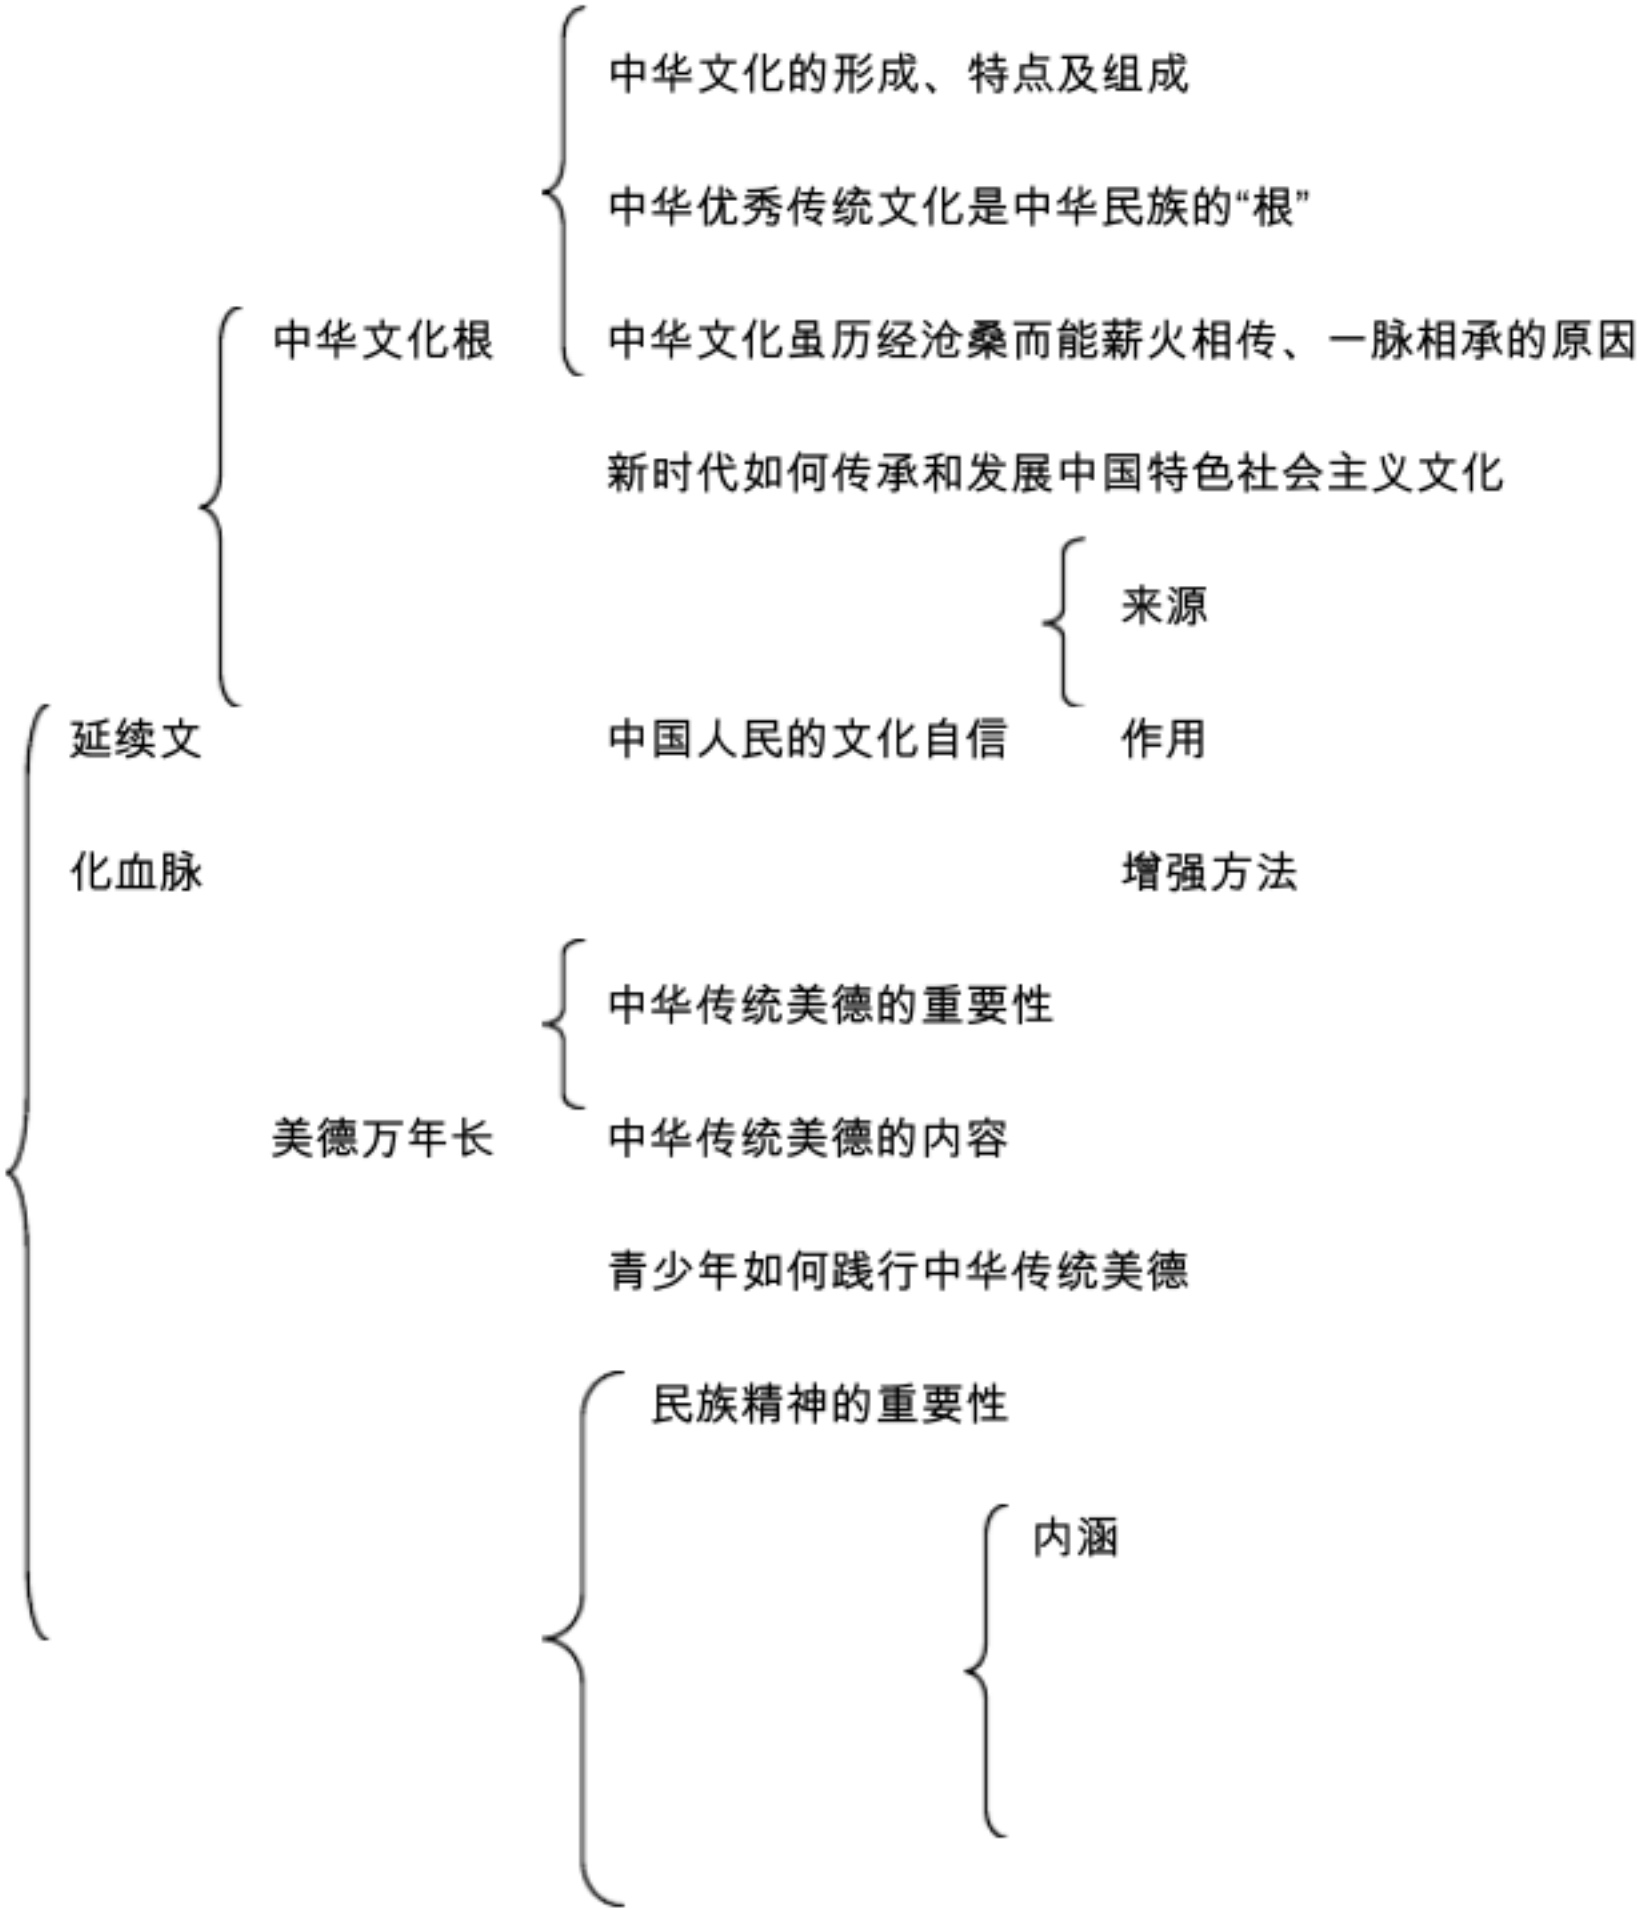 中华文化的形成、特点及组成
中华优秀传统文化是中华民族的“根”
中华文化根 中华文化虽历经沧桑而能薪火相传、一脉相承的原因
新时代如何传承和发展中国特色社会主义文化
来源
延续文 中国人民的文化自信 作用
化血脉 增强方法
中华传统美德的重要性
美德万年长 中华传统美德的内容
青少年如何践行中华传统美德
民族精神的重要性
内涵